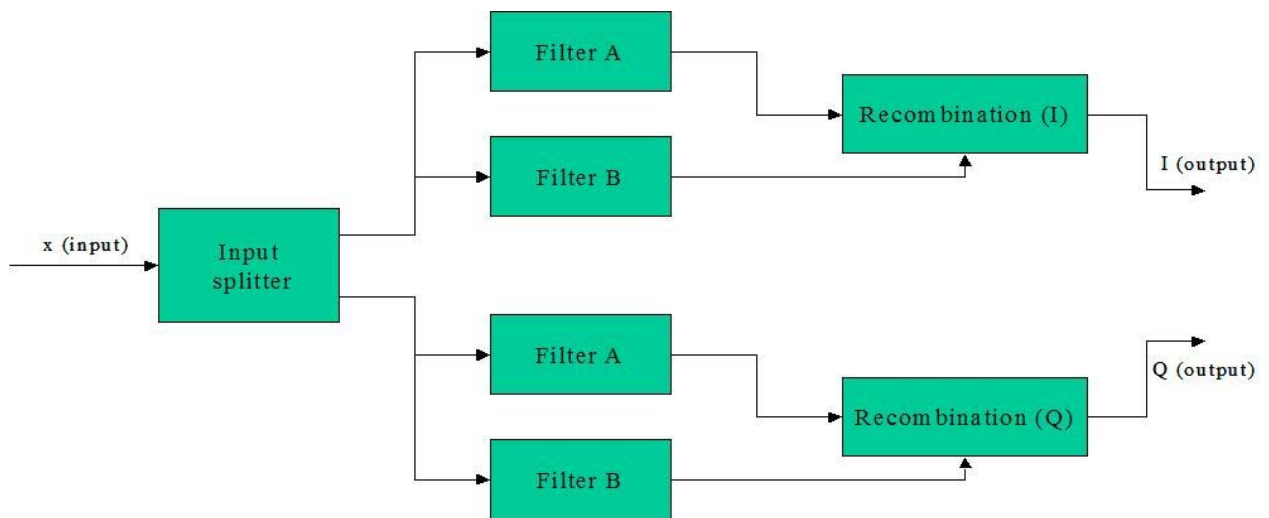 Filter A
Recombination (I)
Filter B
I (output)
x (input)
Input
splitter
Filter A
Q (output)
Recombination (Q)
Filter B